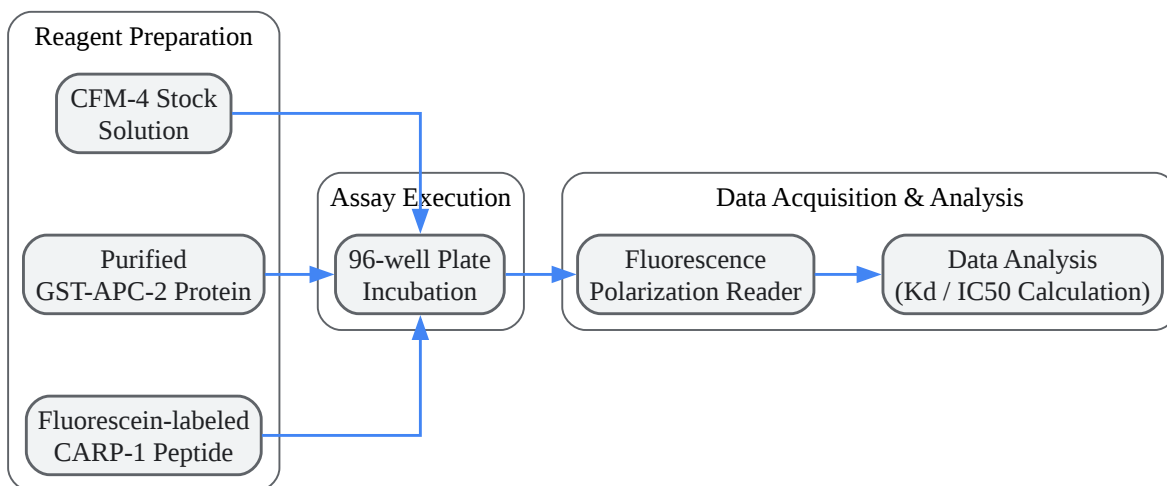 Reagent Preparation
CFM-4 Stock
Solution
Purified
GST-APC-2 Protein
Fluorescein-labeled
CARP-1 Peptide
Assay Execution
96-well Plate
Incubation
Data Acquisition & Analysis
Fluorescence
Polarization Reader
Data Analysis
(Kd / IC50 Calculation)